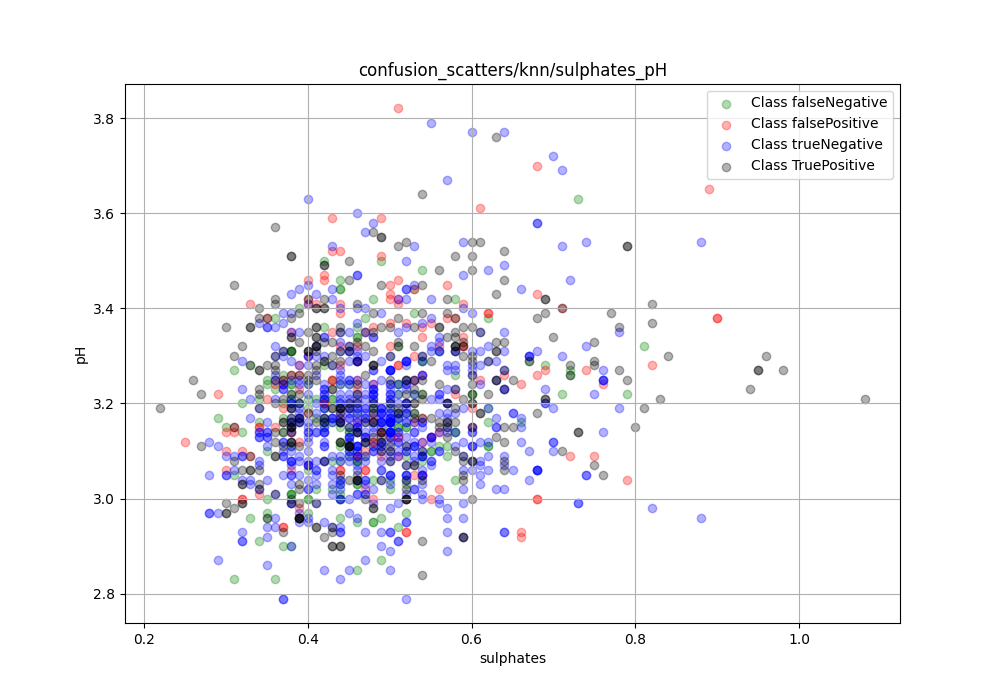 confusion_scatters/knn/sulphates_pH
Class falseNegative
Class falsePositive
Class trueNegative
Class TruePositive
3.8
3.6
3.4
3.2
3.0
2.8
pH
0.2 0.4 0.6 0.8 1.0
sulphates